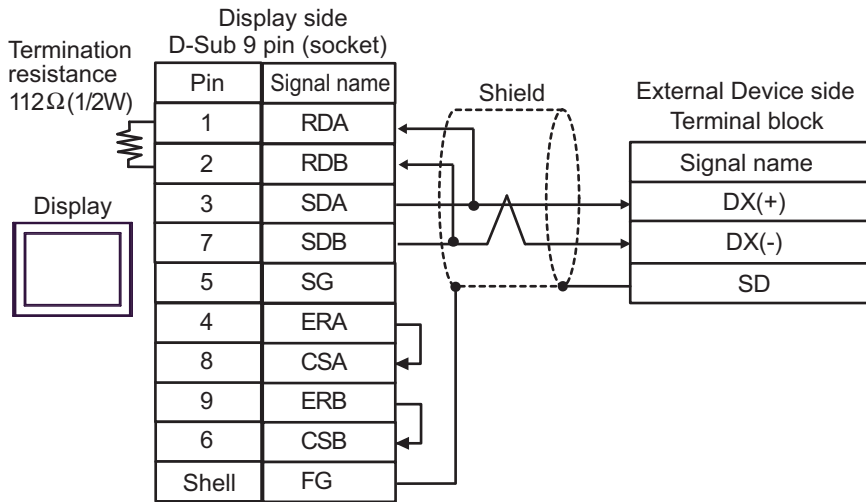 Display side
D-Sub 9 pin (socket)
Termination
resistance
112Ω(1/2W)
Pin Signal name
1 RDA
2 RDB
3 SDA
7 SDB
5 SG
4 ERA
8 CSA
9 ERB
6 CSB
Shell FG
Display
Shield
External Device side
Terminal block
Signal name
DX(+)
DX(-)
SD